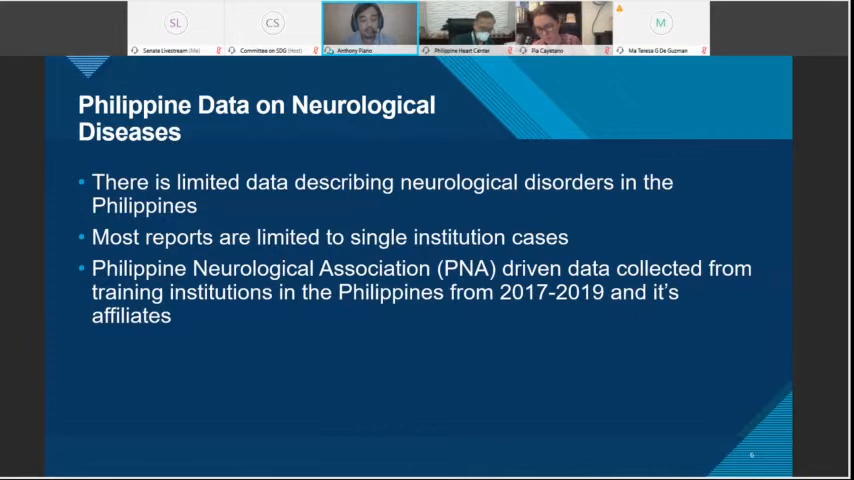 SL
CS
M
Senate Livestream (Me)
Committee on SDG (Host)
Anthony Piano
Philippine Heart Center
Pia Cayetano
Ma Teresa G De Guzman
Philippine Data on Neurological
Diseases
• There is limited data describing neurological disorders in the
Philippines
• Most reports are limited to single institution cases
• Philippine Neurological Association (PNA) driven data collected from
training institutions in the Philippines from 2017-2019 and it's
affiliates
6